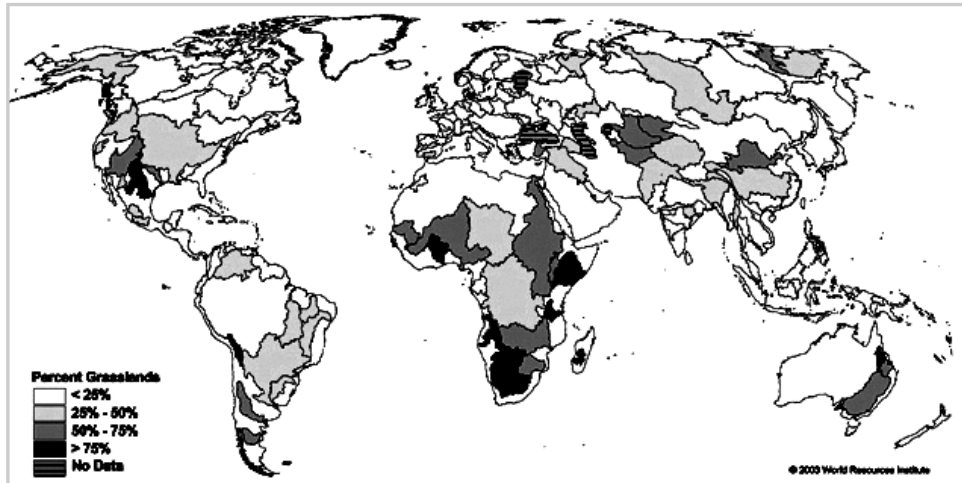 Percent Grasslands
< 25%
25% - 50%
50% - 75%
> 75%
No Data
© 2003 World Resources Institute